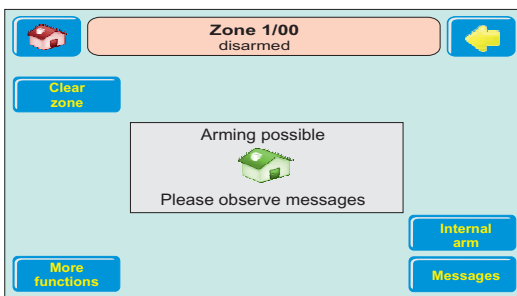 Zone 1/00
disarmed
Clear
zone
Arming possible
Please observe messages
Internal
arm
More
functions
Messages